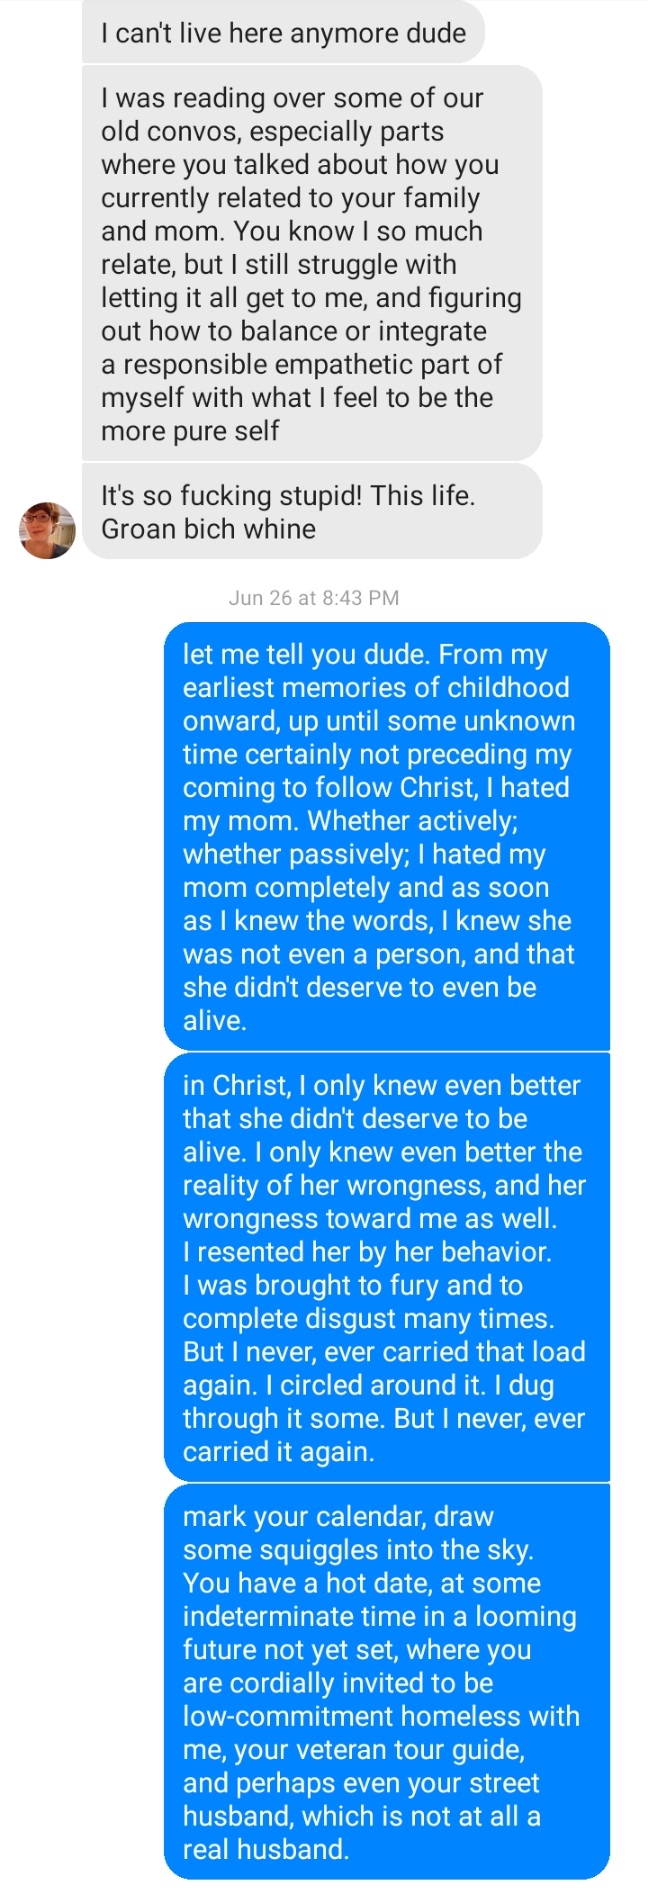 I can't live here anymore dude
I was reading over some of our
old convos, especially parts
where you talked about how you
currently related to your family
and mom. You know I so much
relate, but I still struggle with
letting it all get to me, and figuring
out how to balance or integrate
a responsible empathetic part of
myself with what I feel to be the
more pure self
It's so fucking stupid! This life.
Groan bich whine
Jun 26 at 8:43 PM
let me tell you dude. From my
earliest memories of childhood
onward, up until some unknown
time certainly not preceding my
coming to follow Christ, I hated
my mom. Whether actively;
whether passively; I hated my
mom completely and as soon
as I knew the words, I knew she
was not even a person, and that
she didn't deserve to even be
alive.
in Christ, I only knew even better
that she didn't deserve to be
alive. I only knew even better the
reality of her wrongness, and her
wrongness toward me as well.
I resented her by her behavior.
I was brought to fury and to
complete disgust many times.
But I never, ever carried that load
again. I circled around it. I dug
through it some. But I never, ever
carried it again.
mark your calendar, draw
some squiggles into the sky.
You have a hot date, at some
indeterminate time in a looming
future not yet set, where you
are cordially invited to be
low-commitment homeless with
me, your veteran tour guide,
and perhaps even your street
husband, which is not at all a
real husband.